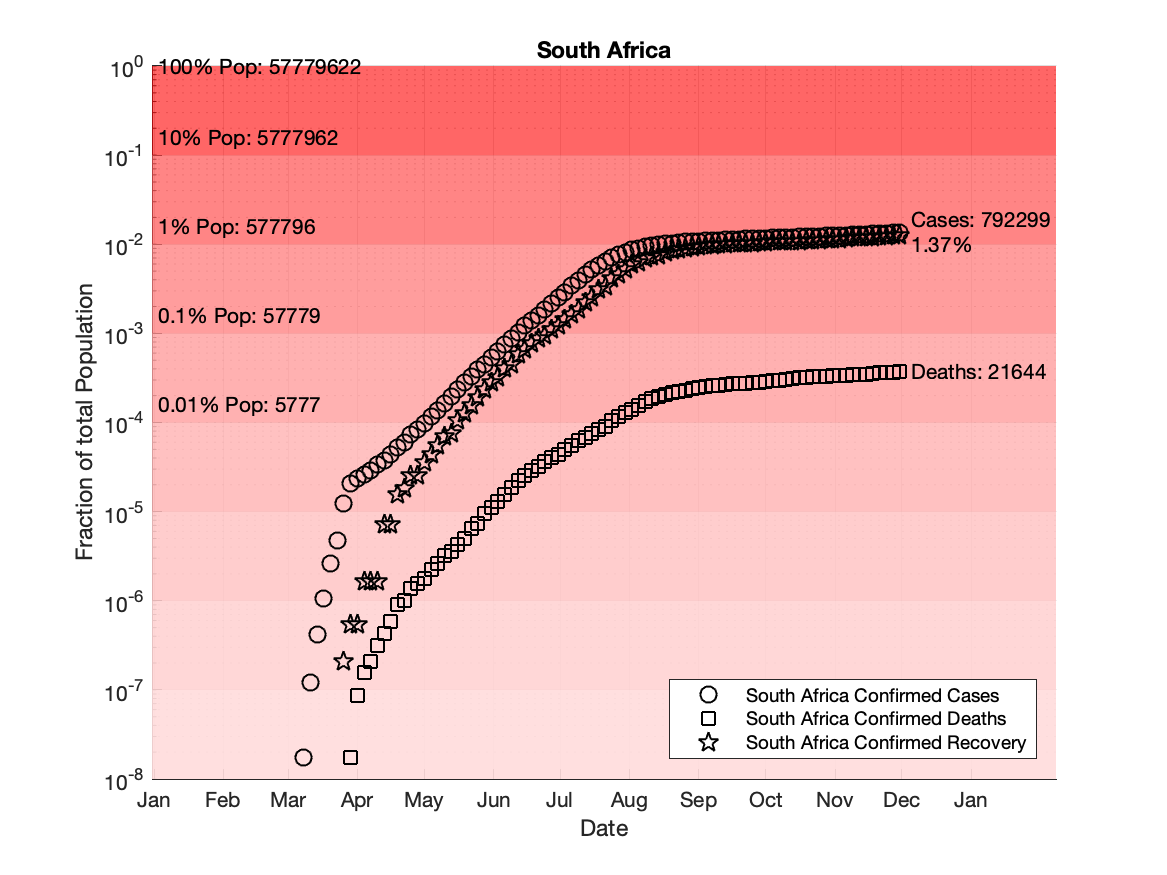 South Africa
10^0
100% Pop: 57779622
10% Pop: 5777962
10^-1
1% Pop: 577796
Cases: 792299
10^-2
1.37%
0.1% Pop: 57779
10^-3
Deaths: 21644
0.01% Pop: 5777
10^-4
10^-5
10^-6
10^-7
10^-8
Fraction of total Population
South Africa Confirmed Cases
South Africa Confirmed Deaths
South Africa Confirmed Recovery
Jan Feb Mar Apr May Jun Jul Aug Sep Oct Nov Dec Jan
Date